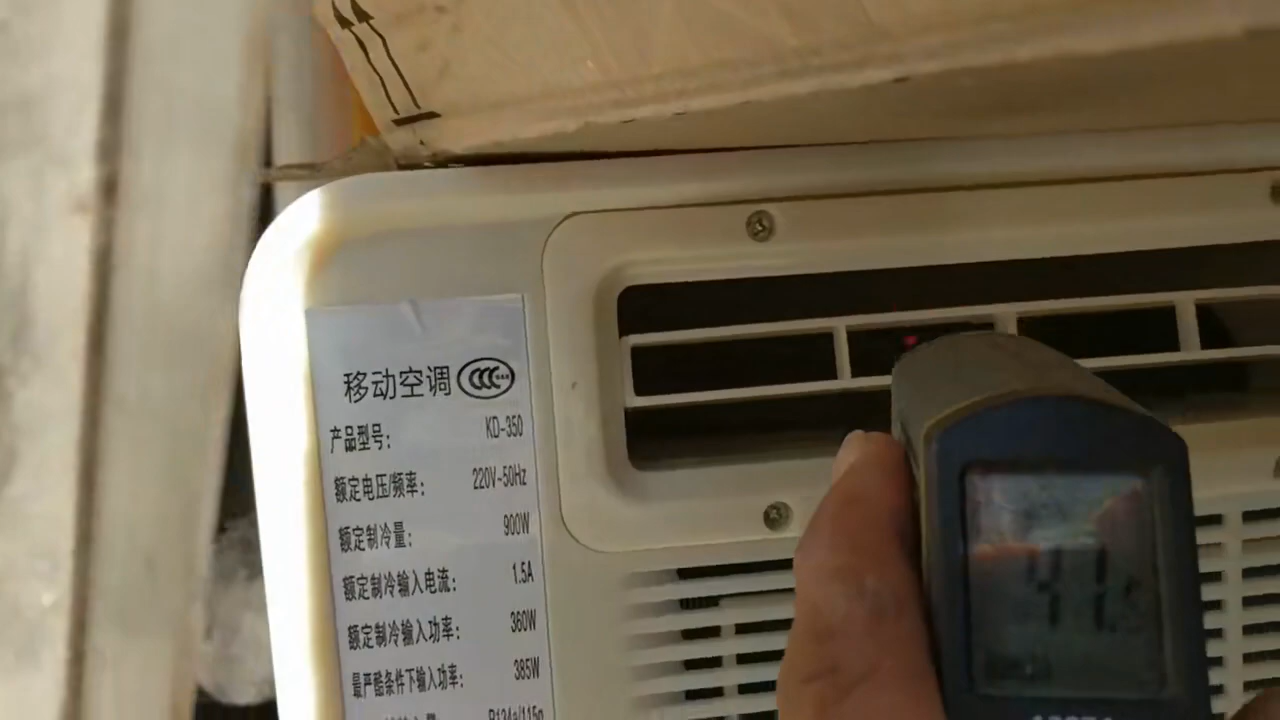 移动空调 CCC
产品型号: KD-350
额定电压/频率: 220V~50Hz
额定制冷量: 900W
额定制冷输入电流: 1.5A
额定制冷输入功率: 360W
最严酷条件下输入功率: 385W
R134a/115g